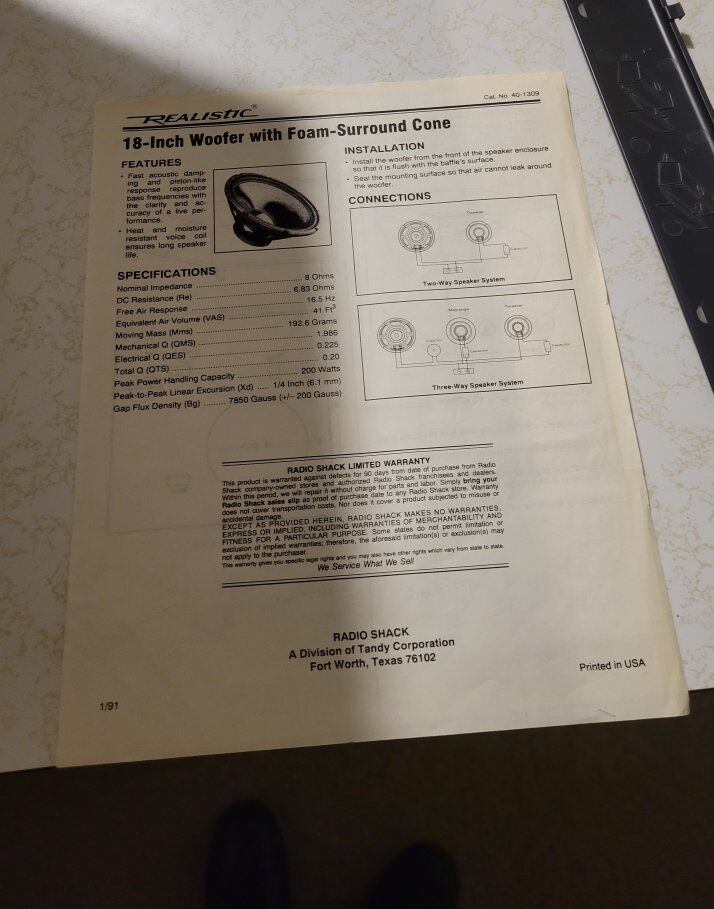 REALISTIC®
Cat. No. 40-1309
18-Inch Woofer with Foam-Surround Cone
FEATURES
• Fast acoustic damp-
ing and piston-like
response reproduce
bass frequencies with
the clarity and ac-
curacy of a live per-
formance.
• Heat and moisture
resistant voice coil
ensures long speaker
life.
SPECIFICATIONS
Nominal Impedance ........ 8 Ohms
DC Resistance (Re) ........ 6.83 Ohms
Free Air Response ........ 16.5 Hz
Equivalent Air Volume (VAS) ........ 41 Ft³
Moving Mass (Mms) ........ 192.6 Grams
Mechanical Q (QMS) ........ 1.986
Electrical Q (QES) ........ 0.225
Total Q (QTS) ........ 0.20
Peak Power Handling Capacity ........ 200 Watts
Peak-to-Peak Linear Excursion (Xd) ..... 1/4 Inch (6.1 mm)
Gap Flux Density (Bg) ......... 7850 Gauss (+/– 200 Gauss)
INSTALLATION
• Install the woofer from the front of the speaker enclosure
so that it is flush with the baffle's surface.
• Seal the mounting surface so that air cannot leak around
the woofer.
CONNECTIONS
Tweeter
Capacitor
Two-Way Speaker System
Midrange
Tweeter
Capacitor
Three-Way Speaker System
RADIO SHACK LIMITED WARRANTY
This product is warranted against defects for 90 days from date of purchase from Radio
Shack company-owned stores and authorized Radio Shack franchisees and dealers.
Within this period, we will repair it without charge for parts and labor. Simply bring your
Radio Shack sales slip as proof of purchase date to any Radio Shack store. Warranty
does not cover transportation costs. Nor does it cover a product subjected to misuse or
accidental damage.
EXCEPT AS PROVIDED HEREIN, RADIO SHACK MAKES NO WARRANTIES,
EXPRESS OR IMPLIED, INCLUDING WARRANTIES OF MERCHANTABILITY AND
FITNESS FOR A PARTICULAR PURPOSE. Some states do not permit limitation or
exclusion of implied warranties; therefore, the aforesaid limitation(s) or exclusion(s) may
not apply to the purchaser.
This warranty gives you specific legal rights and you may also have other rights which vary from state to state.
We Service What We Sell
RADIO SHACK
A Division of Tandy Corporation
Fort Worth, Texas 76102
Printed in USA
1/91